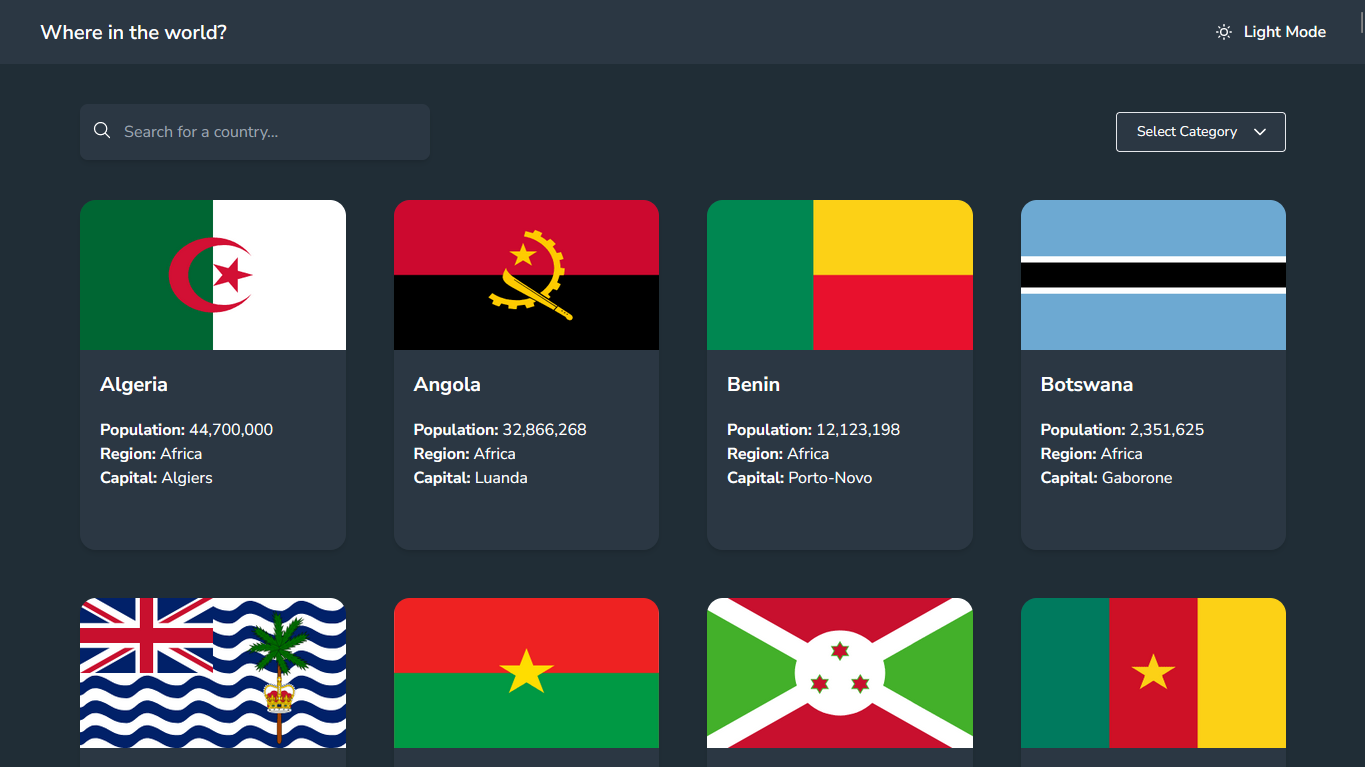 Where in the world?
Light Mode
Search for a country...
Select Category
Algeria
Population: 44,700,000
Region: Africa
Capital: Algiers
Angola
Population: 32,866,268
Region: Africa
Capital: Luanda
Benin
Population: 12,123,198
Region: Africa
Capital: Porto-Novo
Botswana
Population: 2,351,625
Region: Africa
Capital: Gaborone